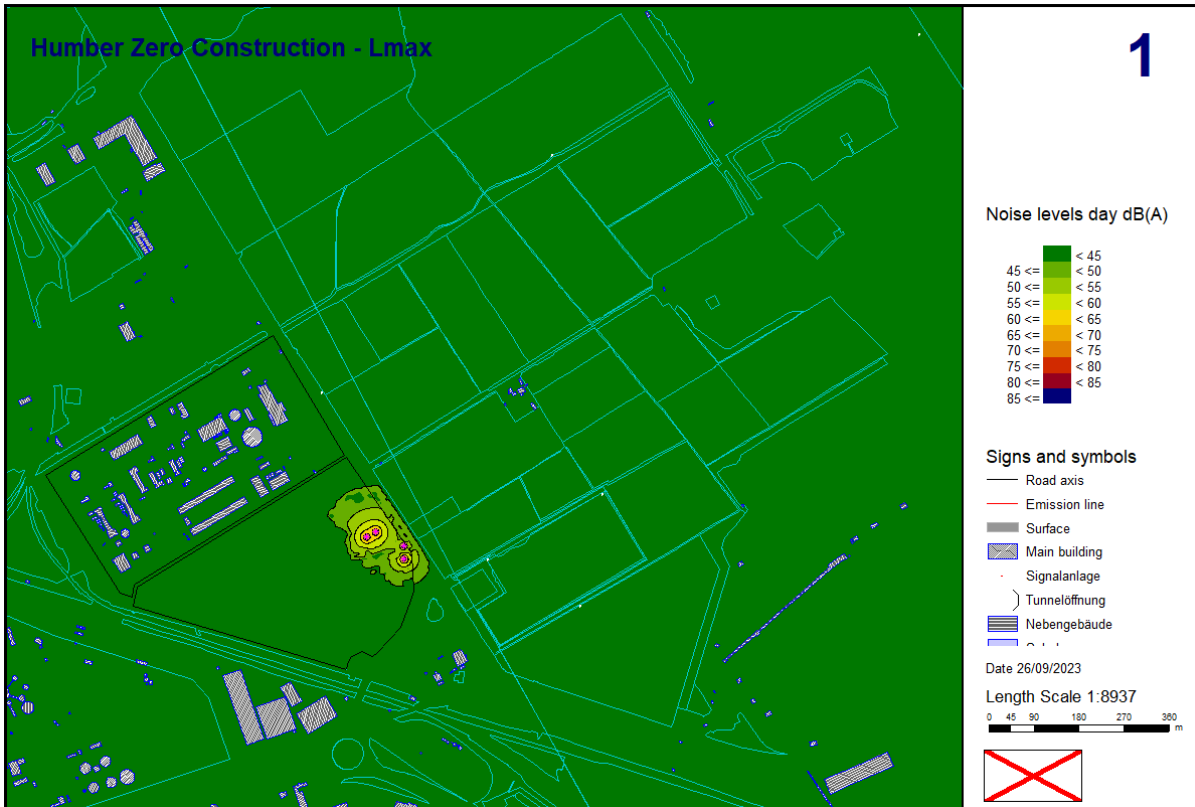 Humber Zero Construction - Lmax
1
Noise levels day dB(A)
< 45
45 <= < 50
50 <= < 55
55 <= < 60
60 <= < 65
65 <= < 70
70 <= < 75
75 <= < 80
80 <= < 85
85 <=
Signs and symbols
Road axis
Emission line
Surface
Main building
Signalanlage
Tunnelöffnung
Nebengebäude
Date 26/09/2023
Length Scale 1:8937
0 45 90 180 270 360
m